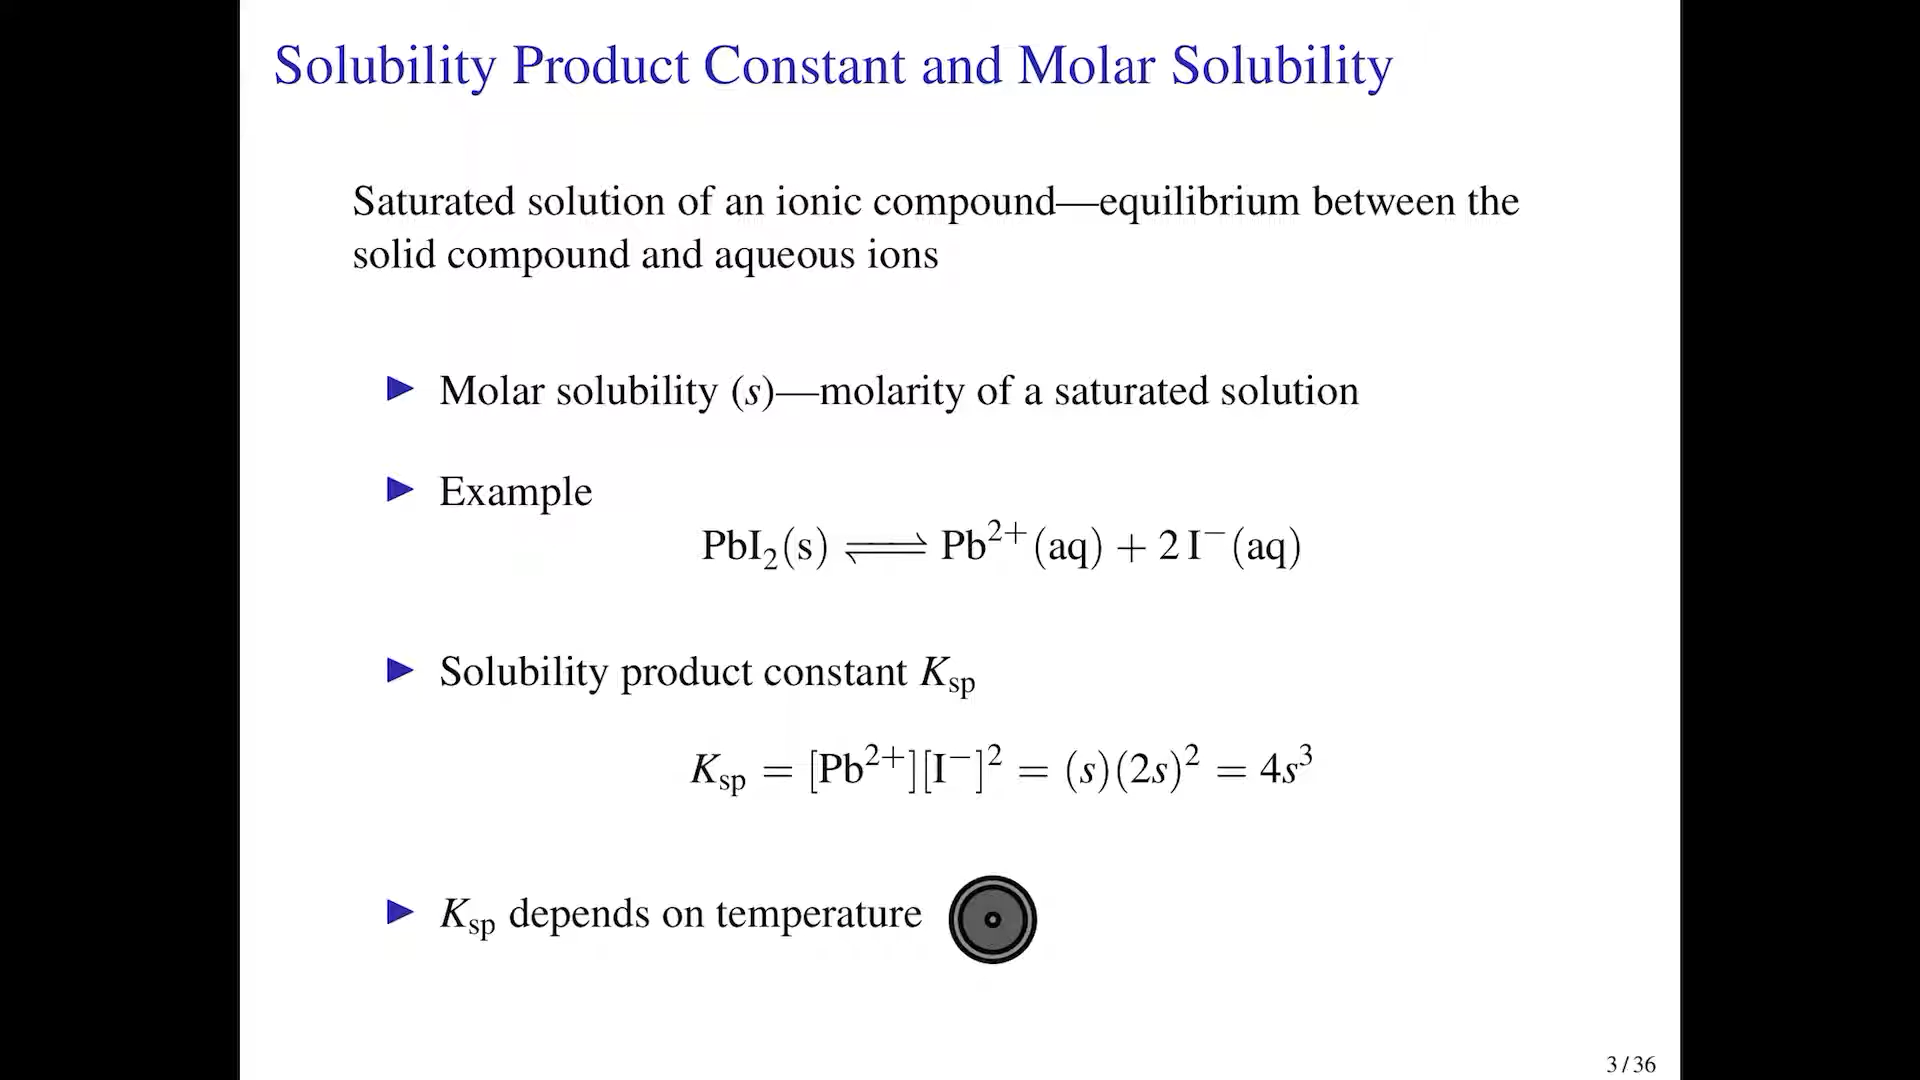 Solubility Product Constant and Molar Solubility
Saturated solution of an ionic compound—equilibrium between the
solid compound and aqueous ions
▶ Molar solubility (s)—molarity of a saturated solution
▶ Example
PbI₂(s) ⇌ Pb²⁺(aq) + 2 I⁻(aq)
▶ Solubility product constant Kₛₚ
Kₛₚ = [Pb²⁺][I⁻]² = (s)(2s)² = 4s³
▶ Kₛₚ depends on temperature
3 / 36